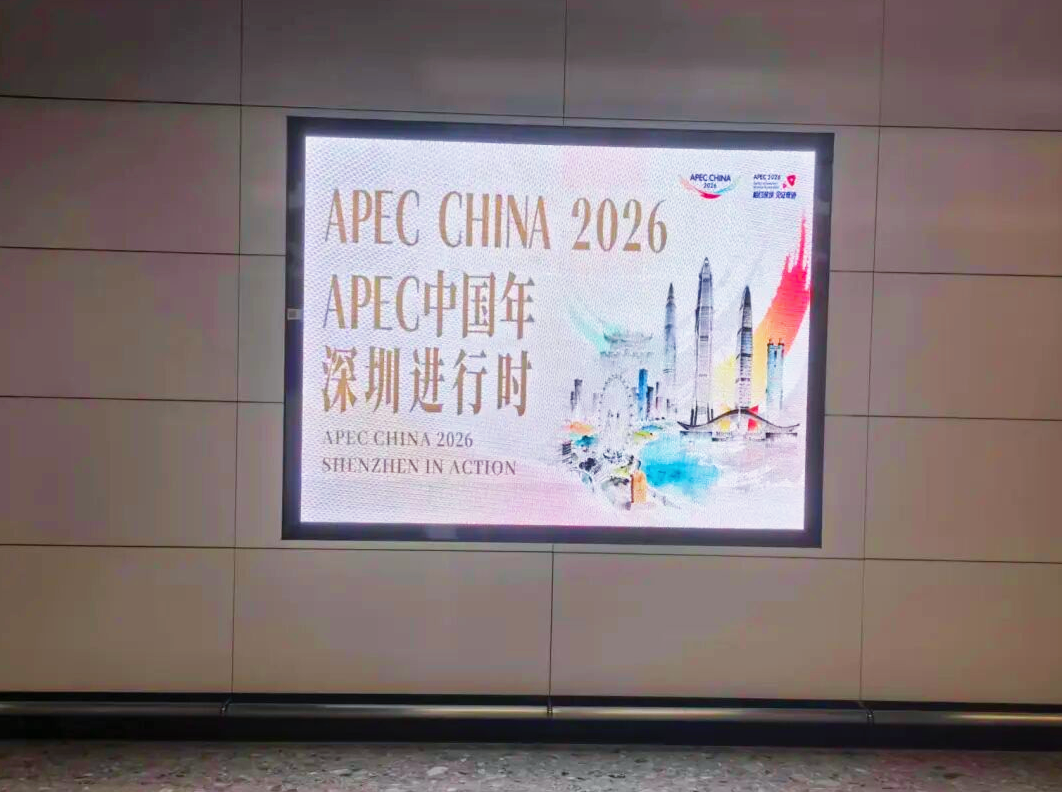 APEC CHINA 2026
APEC中国年
深圳进行时
APEC CHINA 2026
SHENZHEN IN ACTION
APEC CHINA
2026
APEC 2026